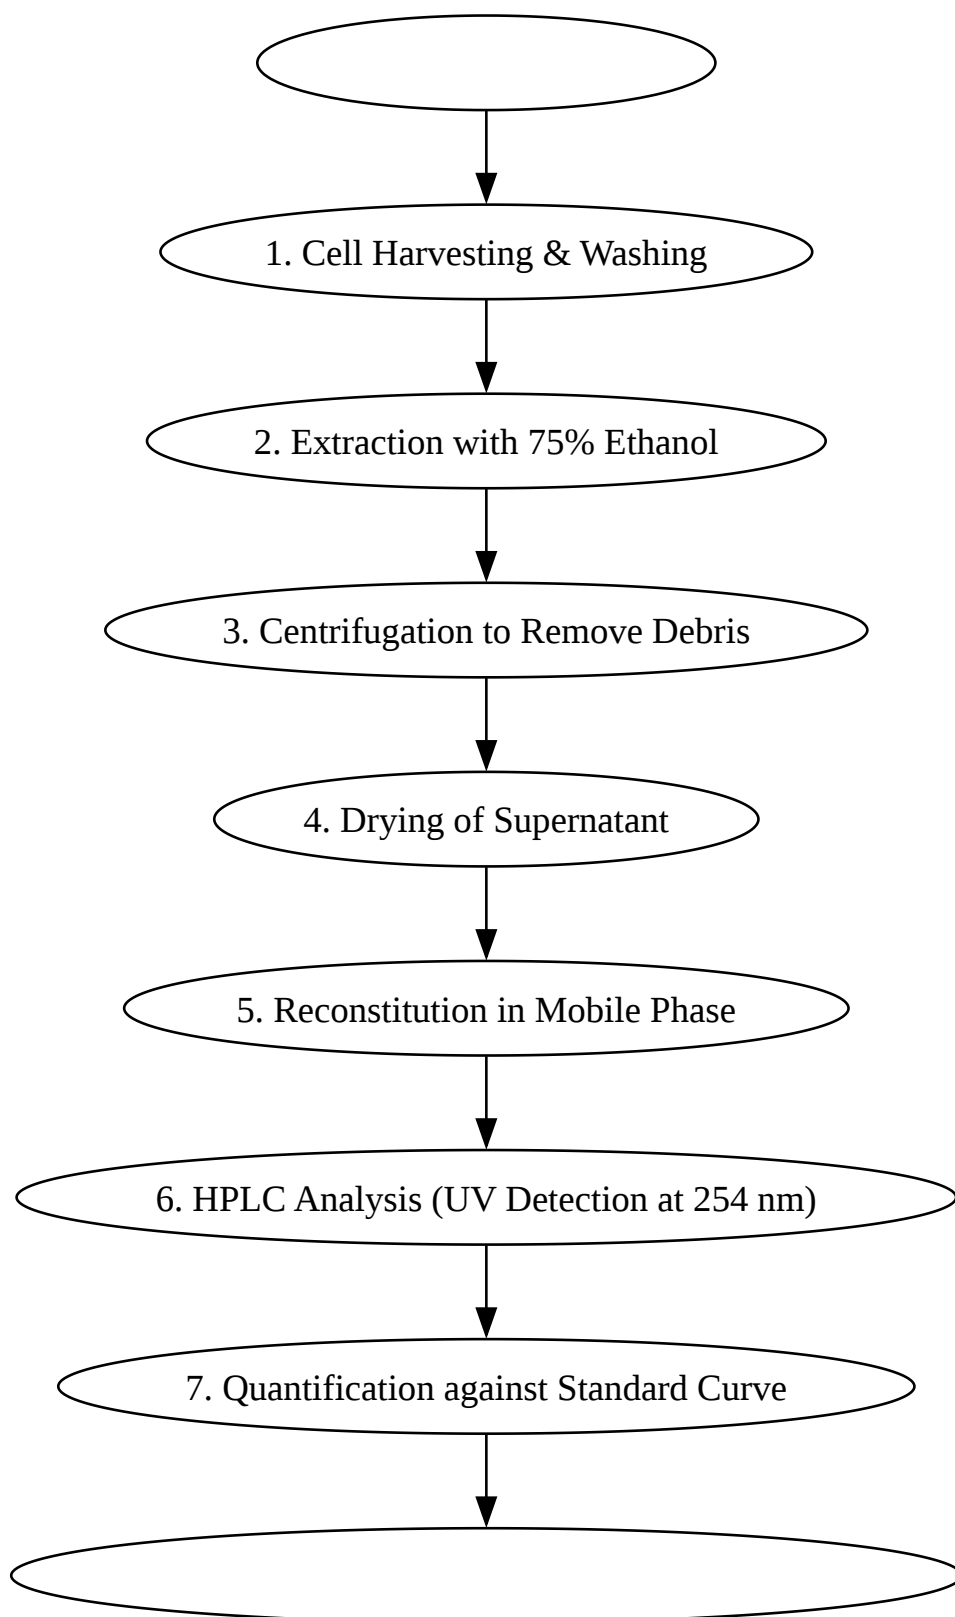 1. Cell Harvesting & Washing
2. Extraction with 75% Ethanol
3. Centrifugation to Remove Debris
4. Drying of Supernatant
5. Reconstitution in Mobile Phase
6. HPLC Analysis (UV Detection at 254 nm)
7. Quantification against Standard Curve